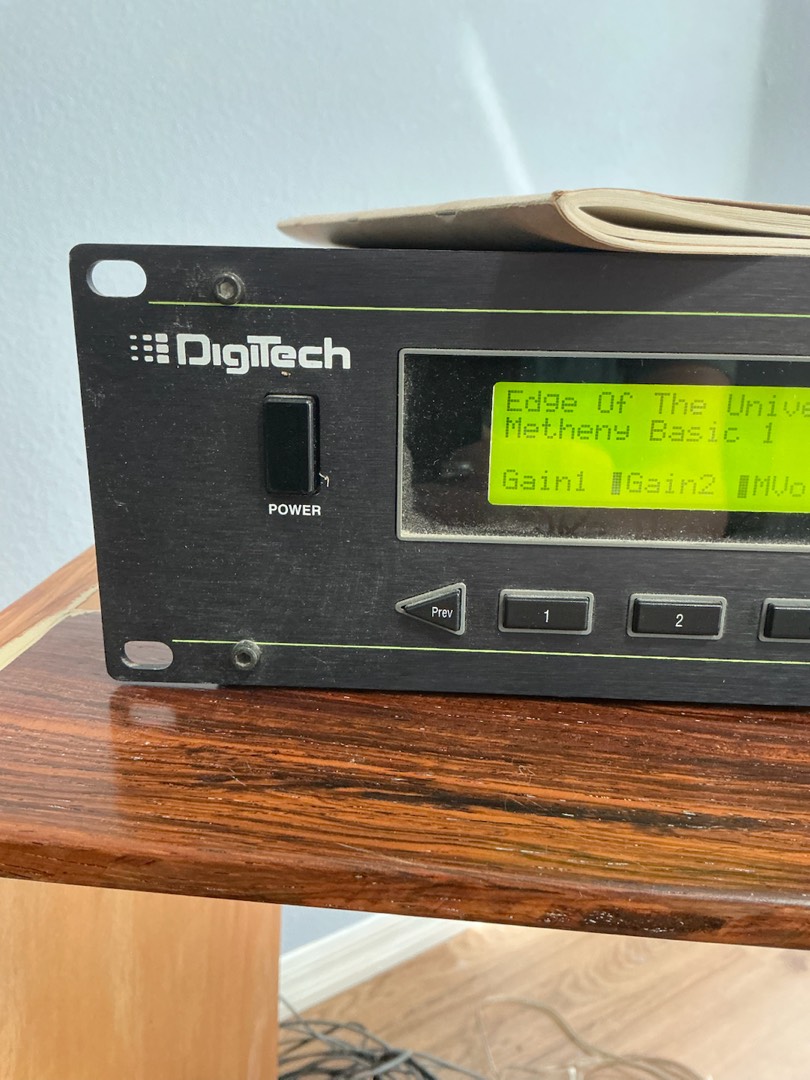 DigiTech
POWER
Edge Of The Unive
Metheny Basic 1
Gain1 Gain2 MVo
Prev
1
2